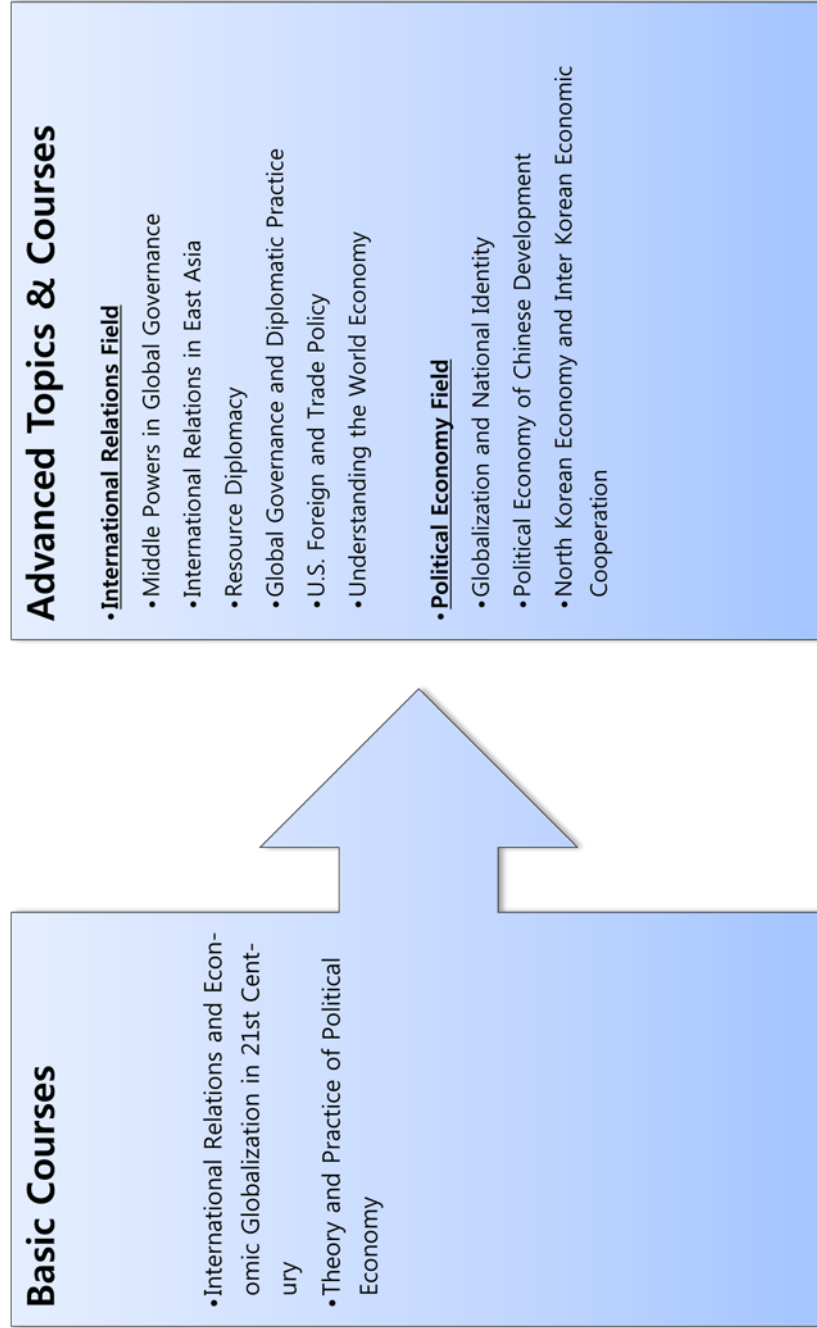 Basic Courses
•International Relations and Econ-
omic Globalization in 21st Cent-
ury
•Theory and Practice of Political
Economy
Advanced Topics & Courses
•International Relations Field
•Middle Powers in Global Governance
•International Relations in East Asia
•Resource Diplomacy
•Global Governance and Diplomatic Practice
•U.S. Foreign and Trade Policy
•Understanding the World Economy
•Political Economy Field
•Globalization and National Identity
•Political Economy of Chinese Development
•North Korean Economy and Inter Korean Economic
Cooperation